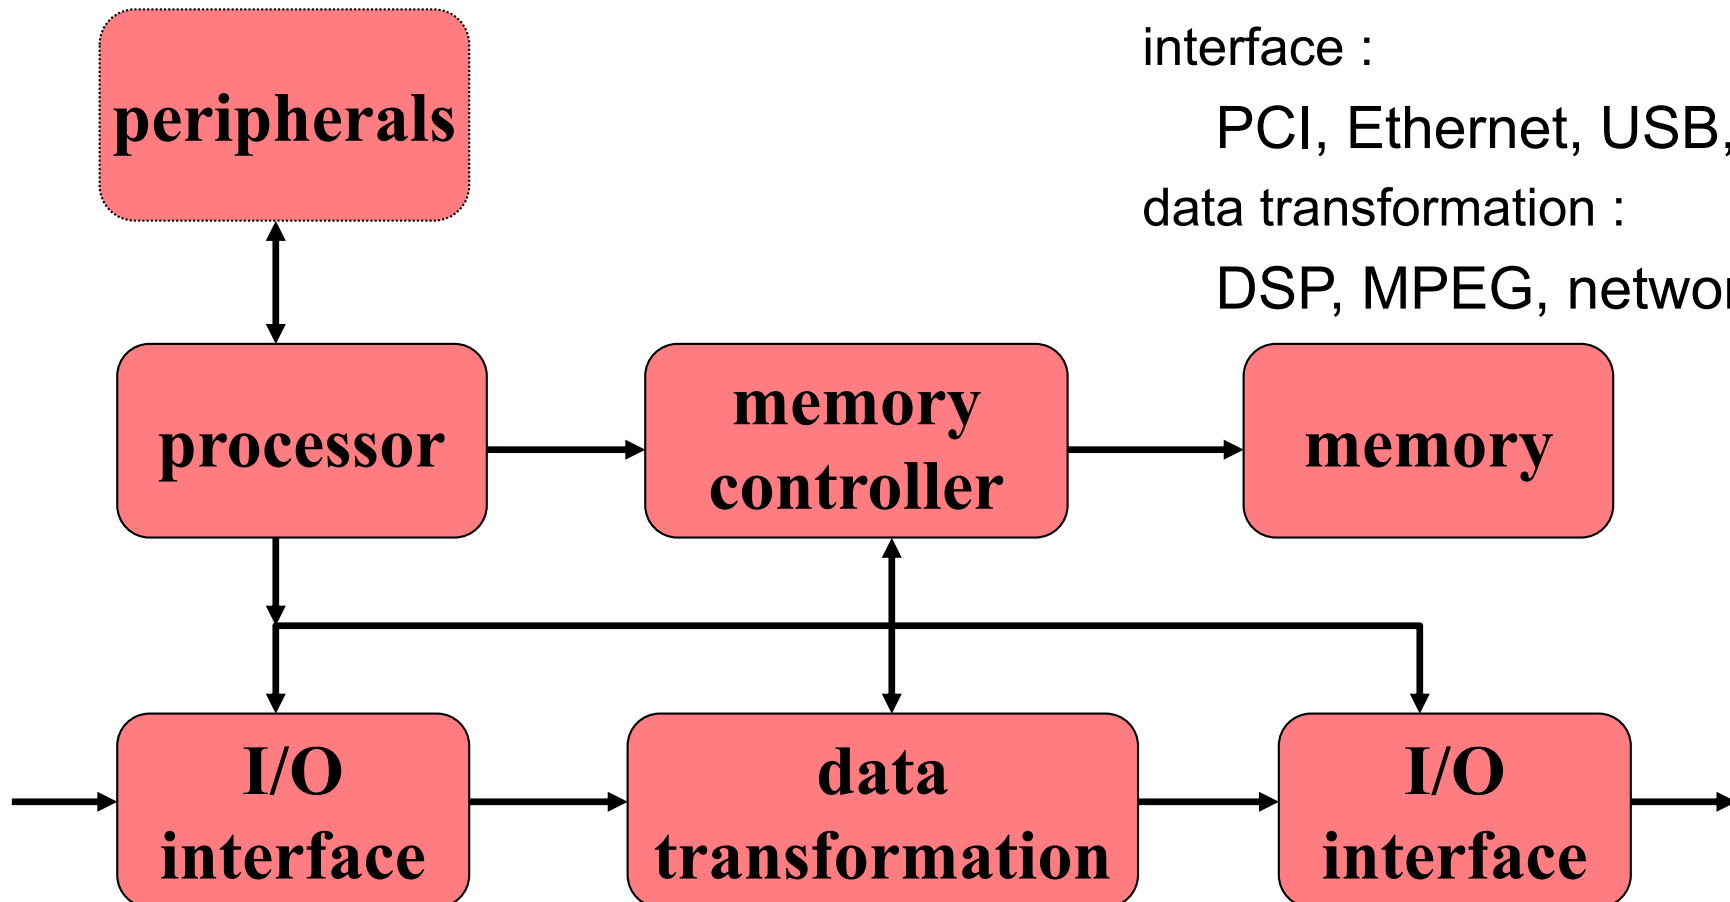 interface :
PCI, Ethernet, USB,
data transformation :
DSP, MPEG,
peripherals
processor
memory
controller
memory
I/O
interface
data
transformation
I/O
interface